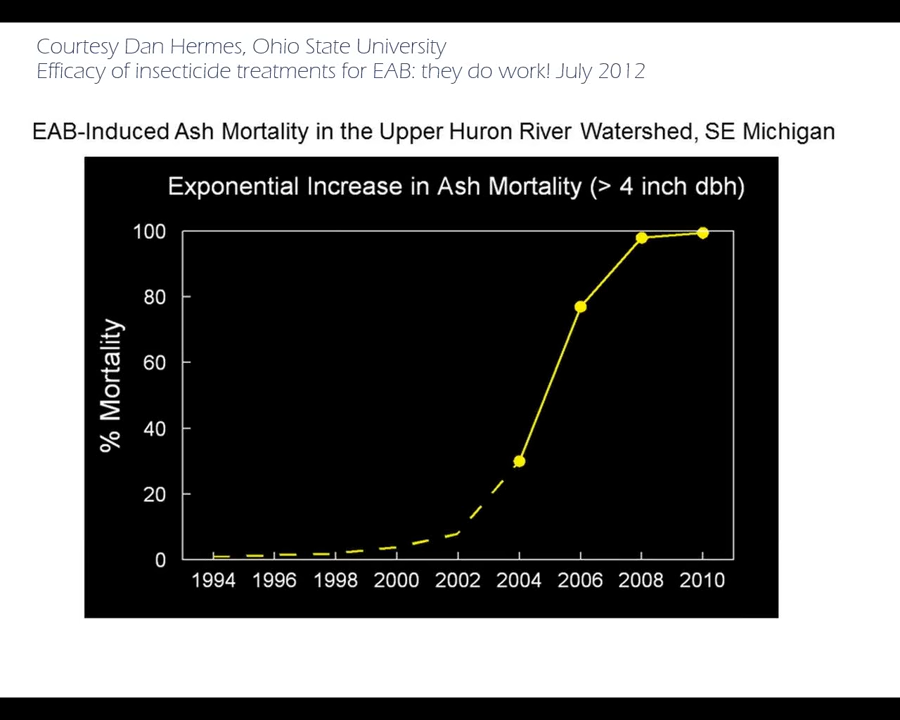 Courtesy Dan Hermes, Ohio State University
Efficacy of insecticide treatments for EAB: they do work! July 2012
EAB-Induced Ash Mortality in the Upper Huron River Watershed, SE Michigan
Exponential Increase in Ash Mortality (> 4 inch dbh)
% Mortality
100
80
60
40
20
0
1994 1996 1998 2000 2002 2004 2006 2008 2010